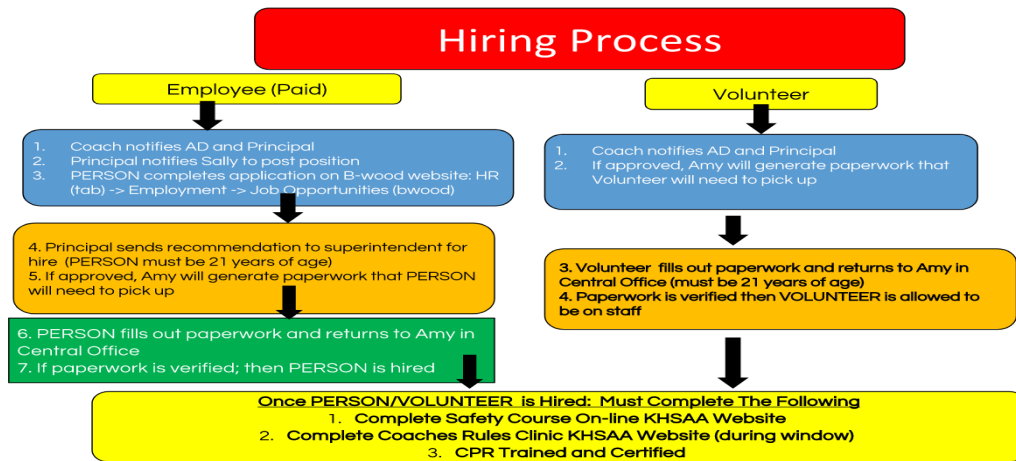 Hiring Process
Employee (Paid)
1. Coach notifies AD and Principal
2. Principal notifies Sally to post position
3. PERSON completes application on B-wood website: HR
(tab) -> Employment -> Job Opportunities (bwood)
4. Principal sends recommendation to superintendent for
hire (PERSON must be 21 years of age)
5. If approved, Amy will generate paperwork that PERSON
will need to pick up
6. PERSON fills out paperwork and returns to Amy in
Central Office
7. If paperwork is verified; then PERSON is hired
Volunteer
1. Coach notifies AD and Principal
2. If approved, Amy will generate paperwork that
Volunteer will need to pick up
3. Volunteer fills out paperwork and returns to Amy in
Central Office (must be 21 years of age)
4. Paperwork is verified then VOLUNTEER is allowed to
be on staff
Once PERSON/VOLUNTEER is Hired: Must Complete The Following
1. Complete Safety Course On-line KHSAA Website
2. Complete Coaches Rules Clinic KHSAA Website (during window)
3. CPR Trained and Certified